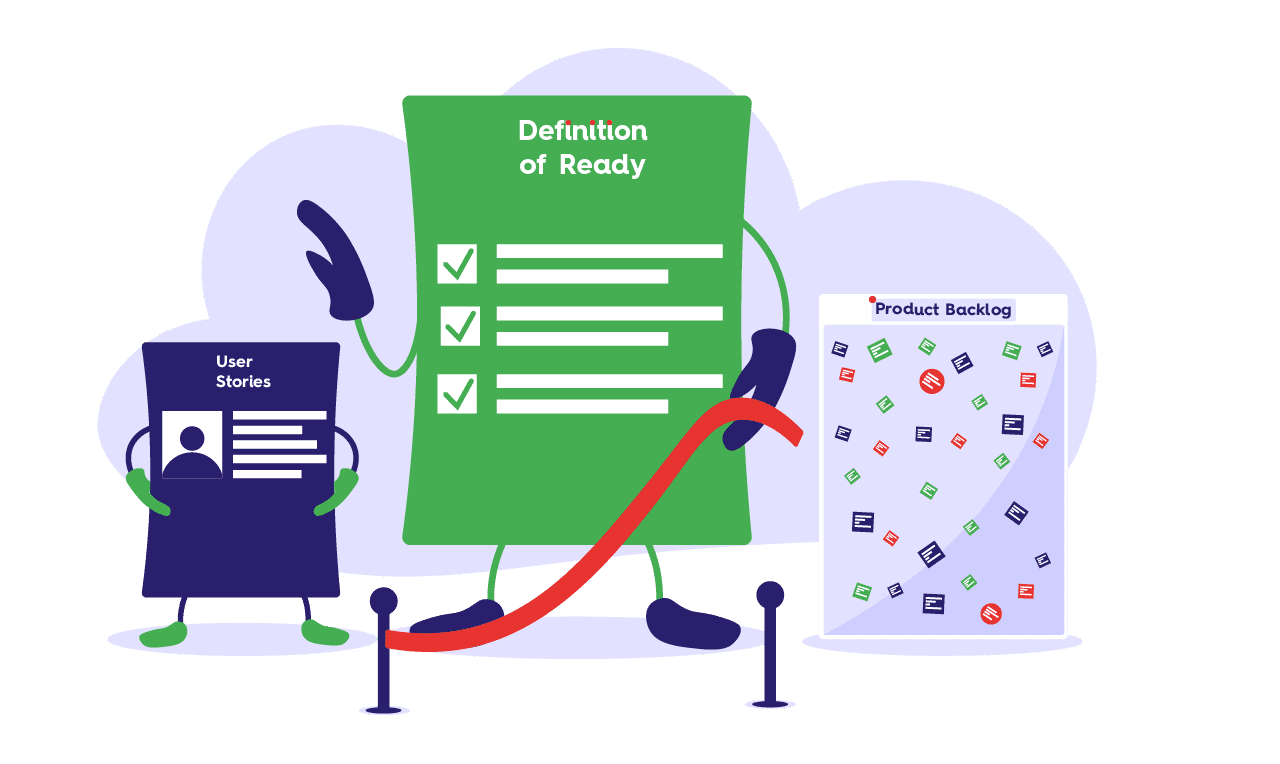 Definition
of Ready
User
Stories
Product Backlog